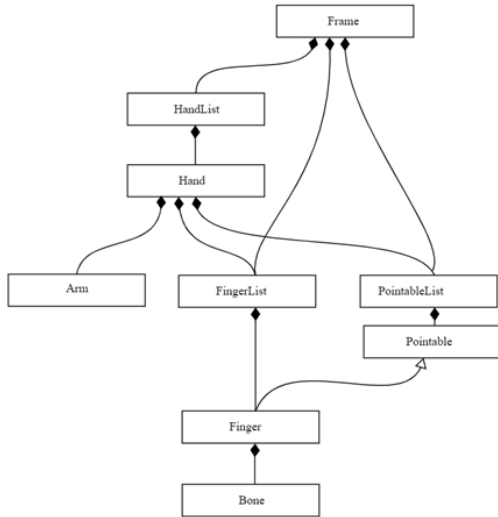 Frame
HandList
Hand
Arm
FingerList
PointableList
Pointable
Finger
Bone